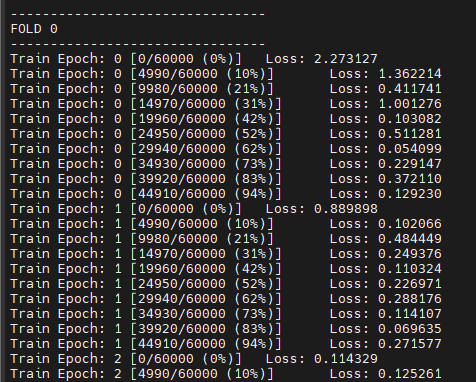 --------------------------------
FOLD 0
--------------------------------
Train Epoch: 0 [0/60000 (0%)]   Loss: 2.273127
Train Epoch: 0 [4990/60000 (10%)]       Loss: 1.362214
Train Epoch: 0 [9980/60000 (21%)]       Loss: 0.411741
Train Epoch: 0 [14970/60000 (31%)]      Loss: 1.001276
Train Epoch: 0 [19960/60000 (42%)]      Loss: 0.103082
Train Epoch: 0 [24950/60000 (52%)]      Loss: 0.511281
Train Epoch: 0 [29940/60000 (62%)]      Loss: 0.054099
Train Epoch: 0 [34930/60000 (73%)]      Loss: 0.229147
Train Epoch: 0 [39920/60000 (83%)]      Loss: 0.372110
Train Epoch: 0 [44910/60000 (94%)]      Loss: 0.129230
Train Epoch: 1 [0/60000 (0%)]   Loss: 0.889898
Train Epoch: 1 [4990/60000 (10%)]       Loss: 0.102066
Train Epoch: 1 [9980/60000 (21%)]       Loss: 0.484449
Train Epoch: 1 [14970/60000 (31%)]      Loss: 0.249376
Train Epoch: 1 [19960/60000 (42%)]      Loss: 0.110324
Train Epoch: 1 [24950/60000 (52%)]      Loss: 0.226971
Train Epoch: 1 [29940/60000 (62%)]      Loss: 0.288176
Train Epoch: 1 [34930/60000 (73%)]      Loss: 0.114107
Train Epoch: 1 [39920/60000 (83%)]      Loss: 0.069635
Train Epoch: 1 [44910/60000 (94%)]      Loss: 0.271577
Train Epoch: 2 [0/60000 (0%)]   Loss: 0.114329
Train Epoch: 2 [4990/60000 (10%)]       Loss: 0.125261